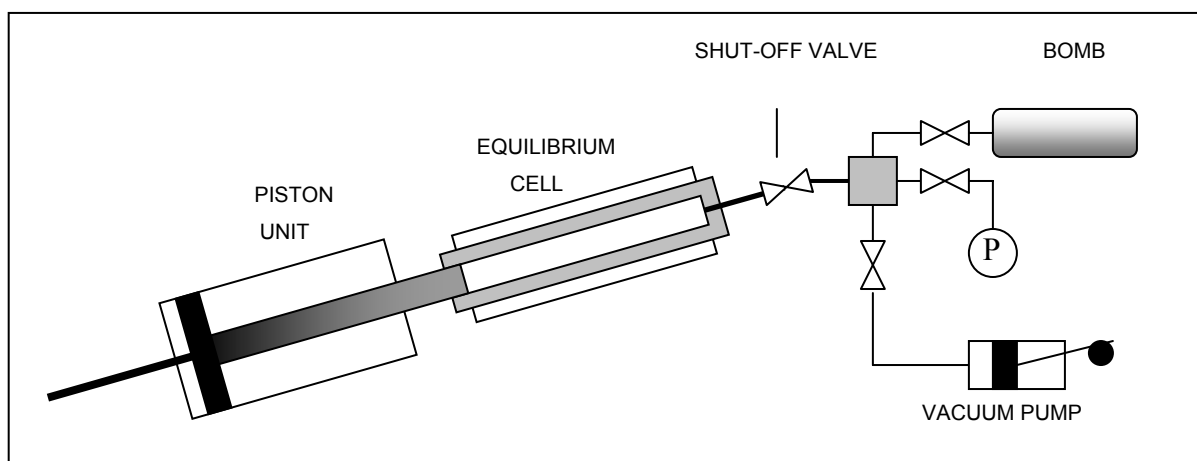 SHUT-OFF VALVE
BOMB
EQUILIBRIUM
CELL
PISTON
UNIT
P
VACUUM PUMP